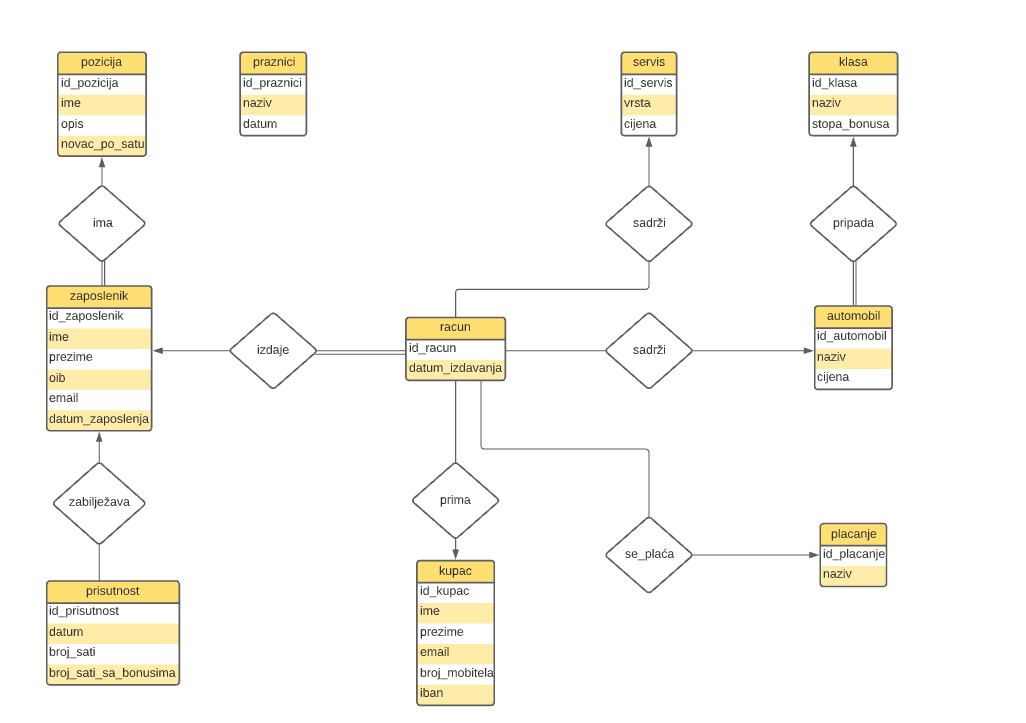 pozicija
id_pozicija
ime
opis
novac_po_satu
praznici
id_praznici
naziv
datum
servis
id_servis
vrsta
cijena
klasa
id_klasa
naziv
stopa_bonusa
ima
sadrži
pripada
zaposlenik
id_zaposlenik
ime
prezime
oib
email
datum_zaposlenja
izdaje
racun
id_racun
datum_izdavanja
sadrži
automobil
id_automobil
naziv
cijena
zabilježava
prima
se_plaća
placanje
id_placanje
naziv
prisutnost
id_prisutnost
datum
broj_sati
broj_sati_sa_bonusima
kupac
id_kupac
ime
prezime
email
broj_mobitela
iban